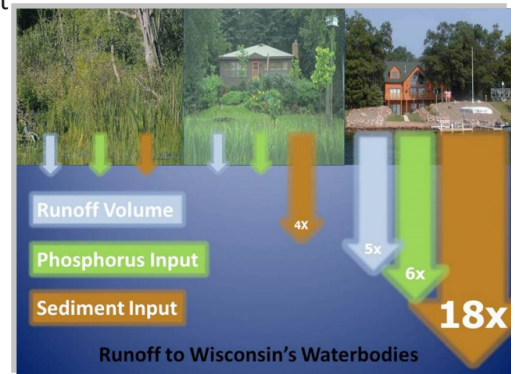 t
4X
5x
Runoff Volume
6x
Phosphorus Input
Sediment Input
18x
Runoff to Wisconsin's Waterbodies